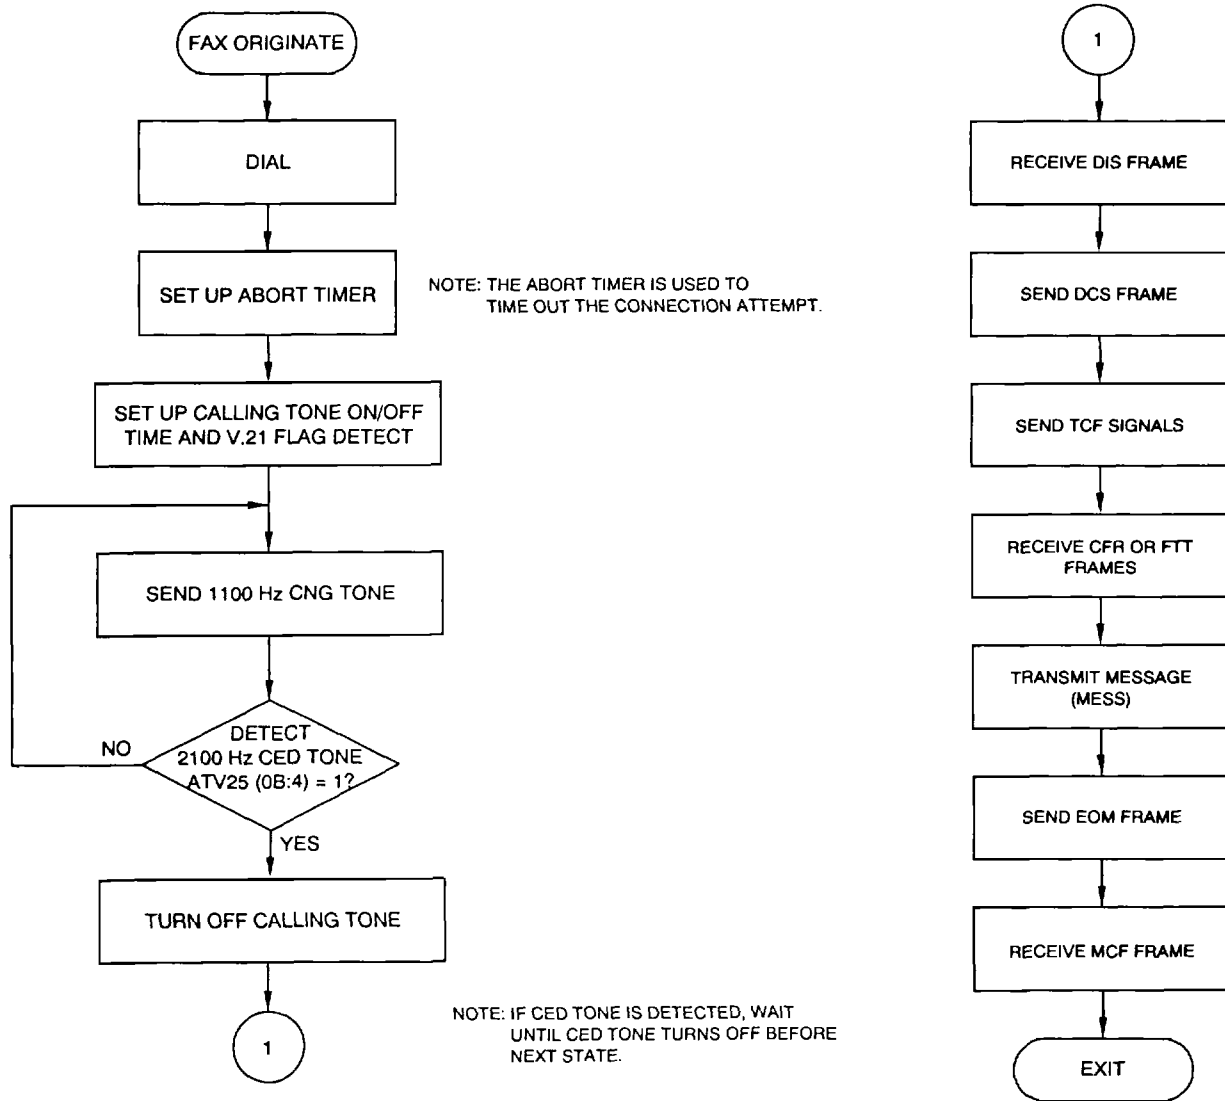 FAX ORIGINATE
DIAL
SET UP ABORT TIMER
NOTE: THE ABORT TIMER IS USED TO
TIME OUT THE CONNECTION ATTEMPT.
SET UP CALLING TONE ON/OFF
TIME AND V.21 FLAG DETECT
SEND 1100 Hz CNG TONE
DETECT
2100 Hz CED TONE
ATV25 (0B:4) = 1?
NO
YES
TURN OFF CALLING TONE
1
NOTE: IF CED TONE IS DETECTED, WAIT
UNTIL CED TONE TURNS OFF BEFORE
NEXT STATE.
1
RECEIVE DIS FRAME
SEND DCS FRAME
SEND TCF SIGNALS
RECEIVE CFR OR FTT
FRAMES
TRANSMIT MESSAGE
(MESS)
SEND EOM FRAME
RECEIVE MCF FRAME
EXIT